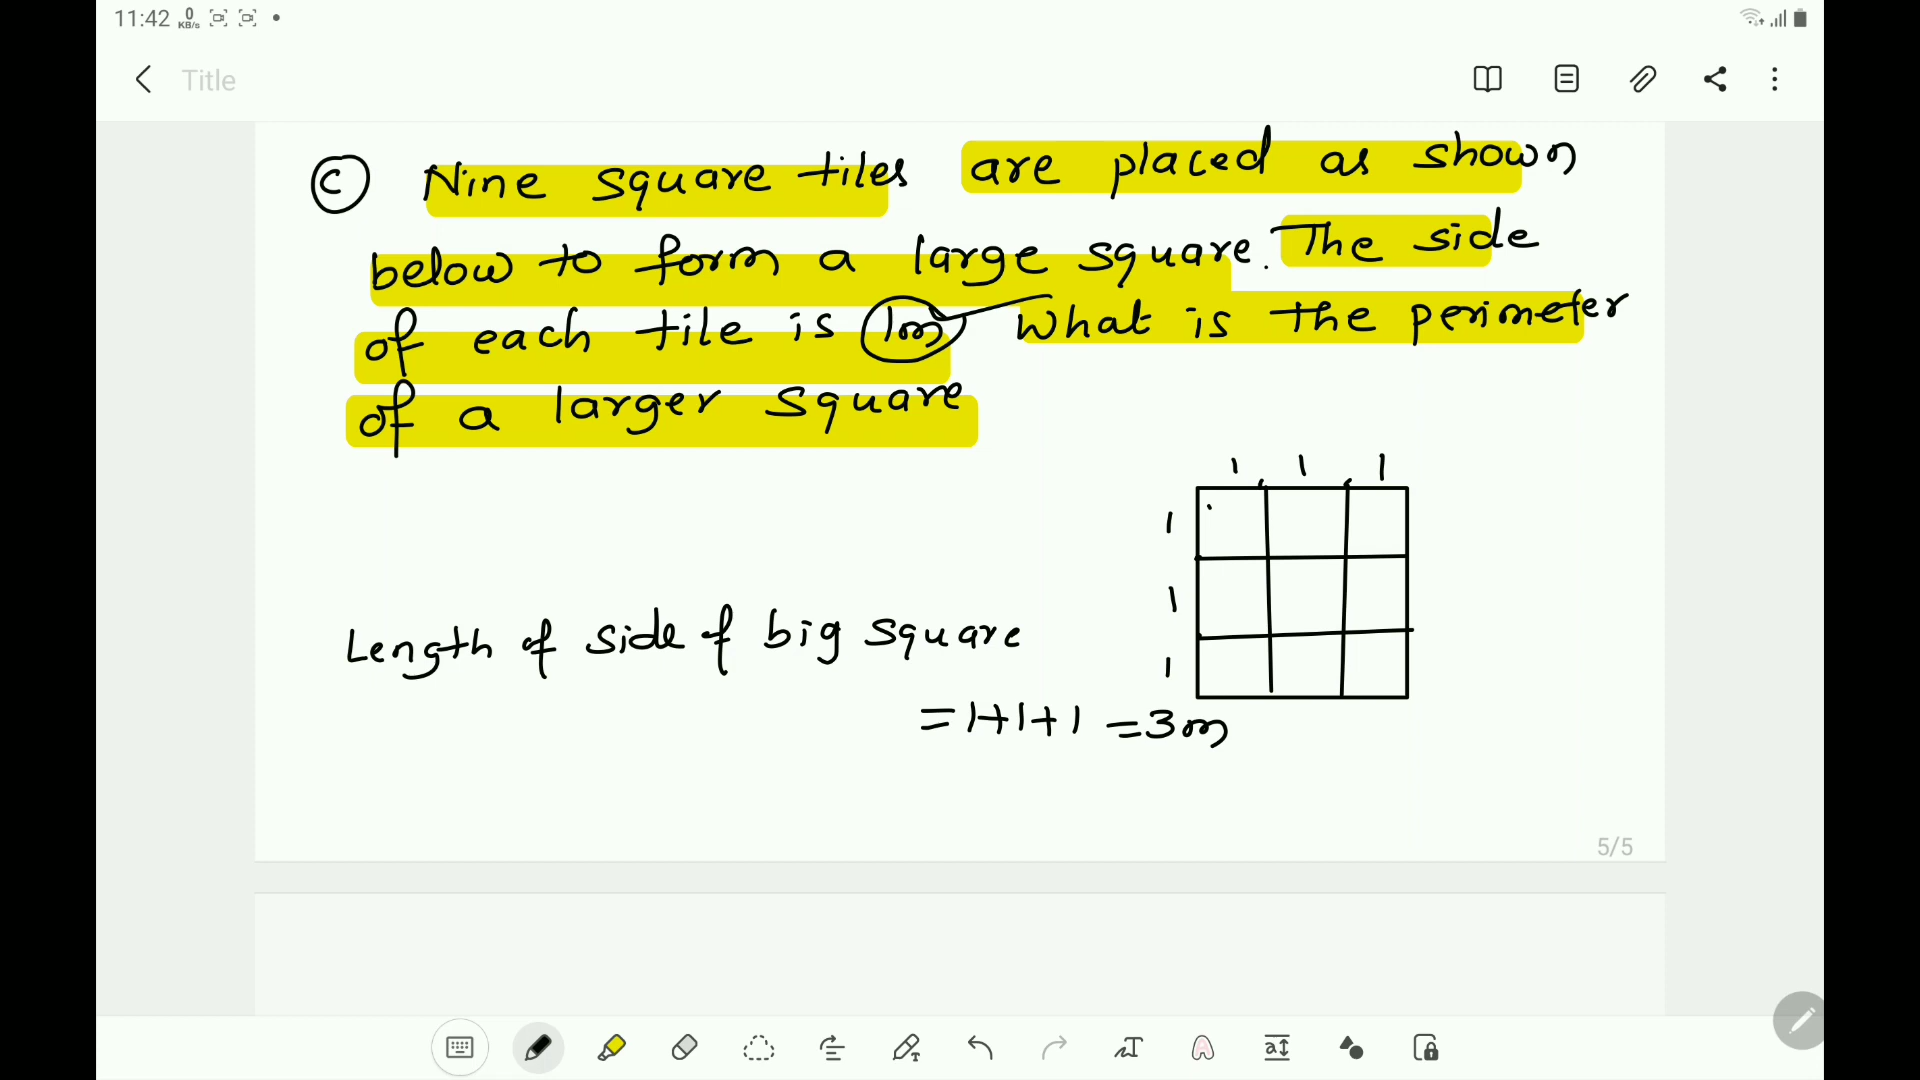 11:42 0 KB/s
Title
C Nine square tiles are placed as shown
below to form a large square. The side
of each tile is 1m What is the perimeter
of a larger square
1 1 1
1
1
1
Length of side of big square
= 1+1+1 = 3m
5/5